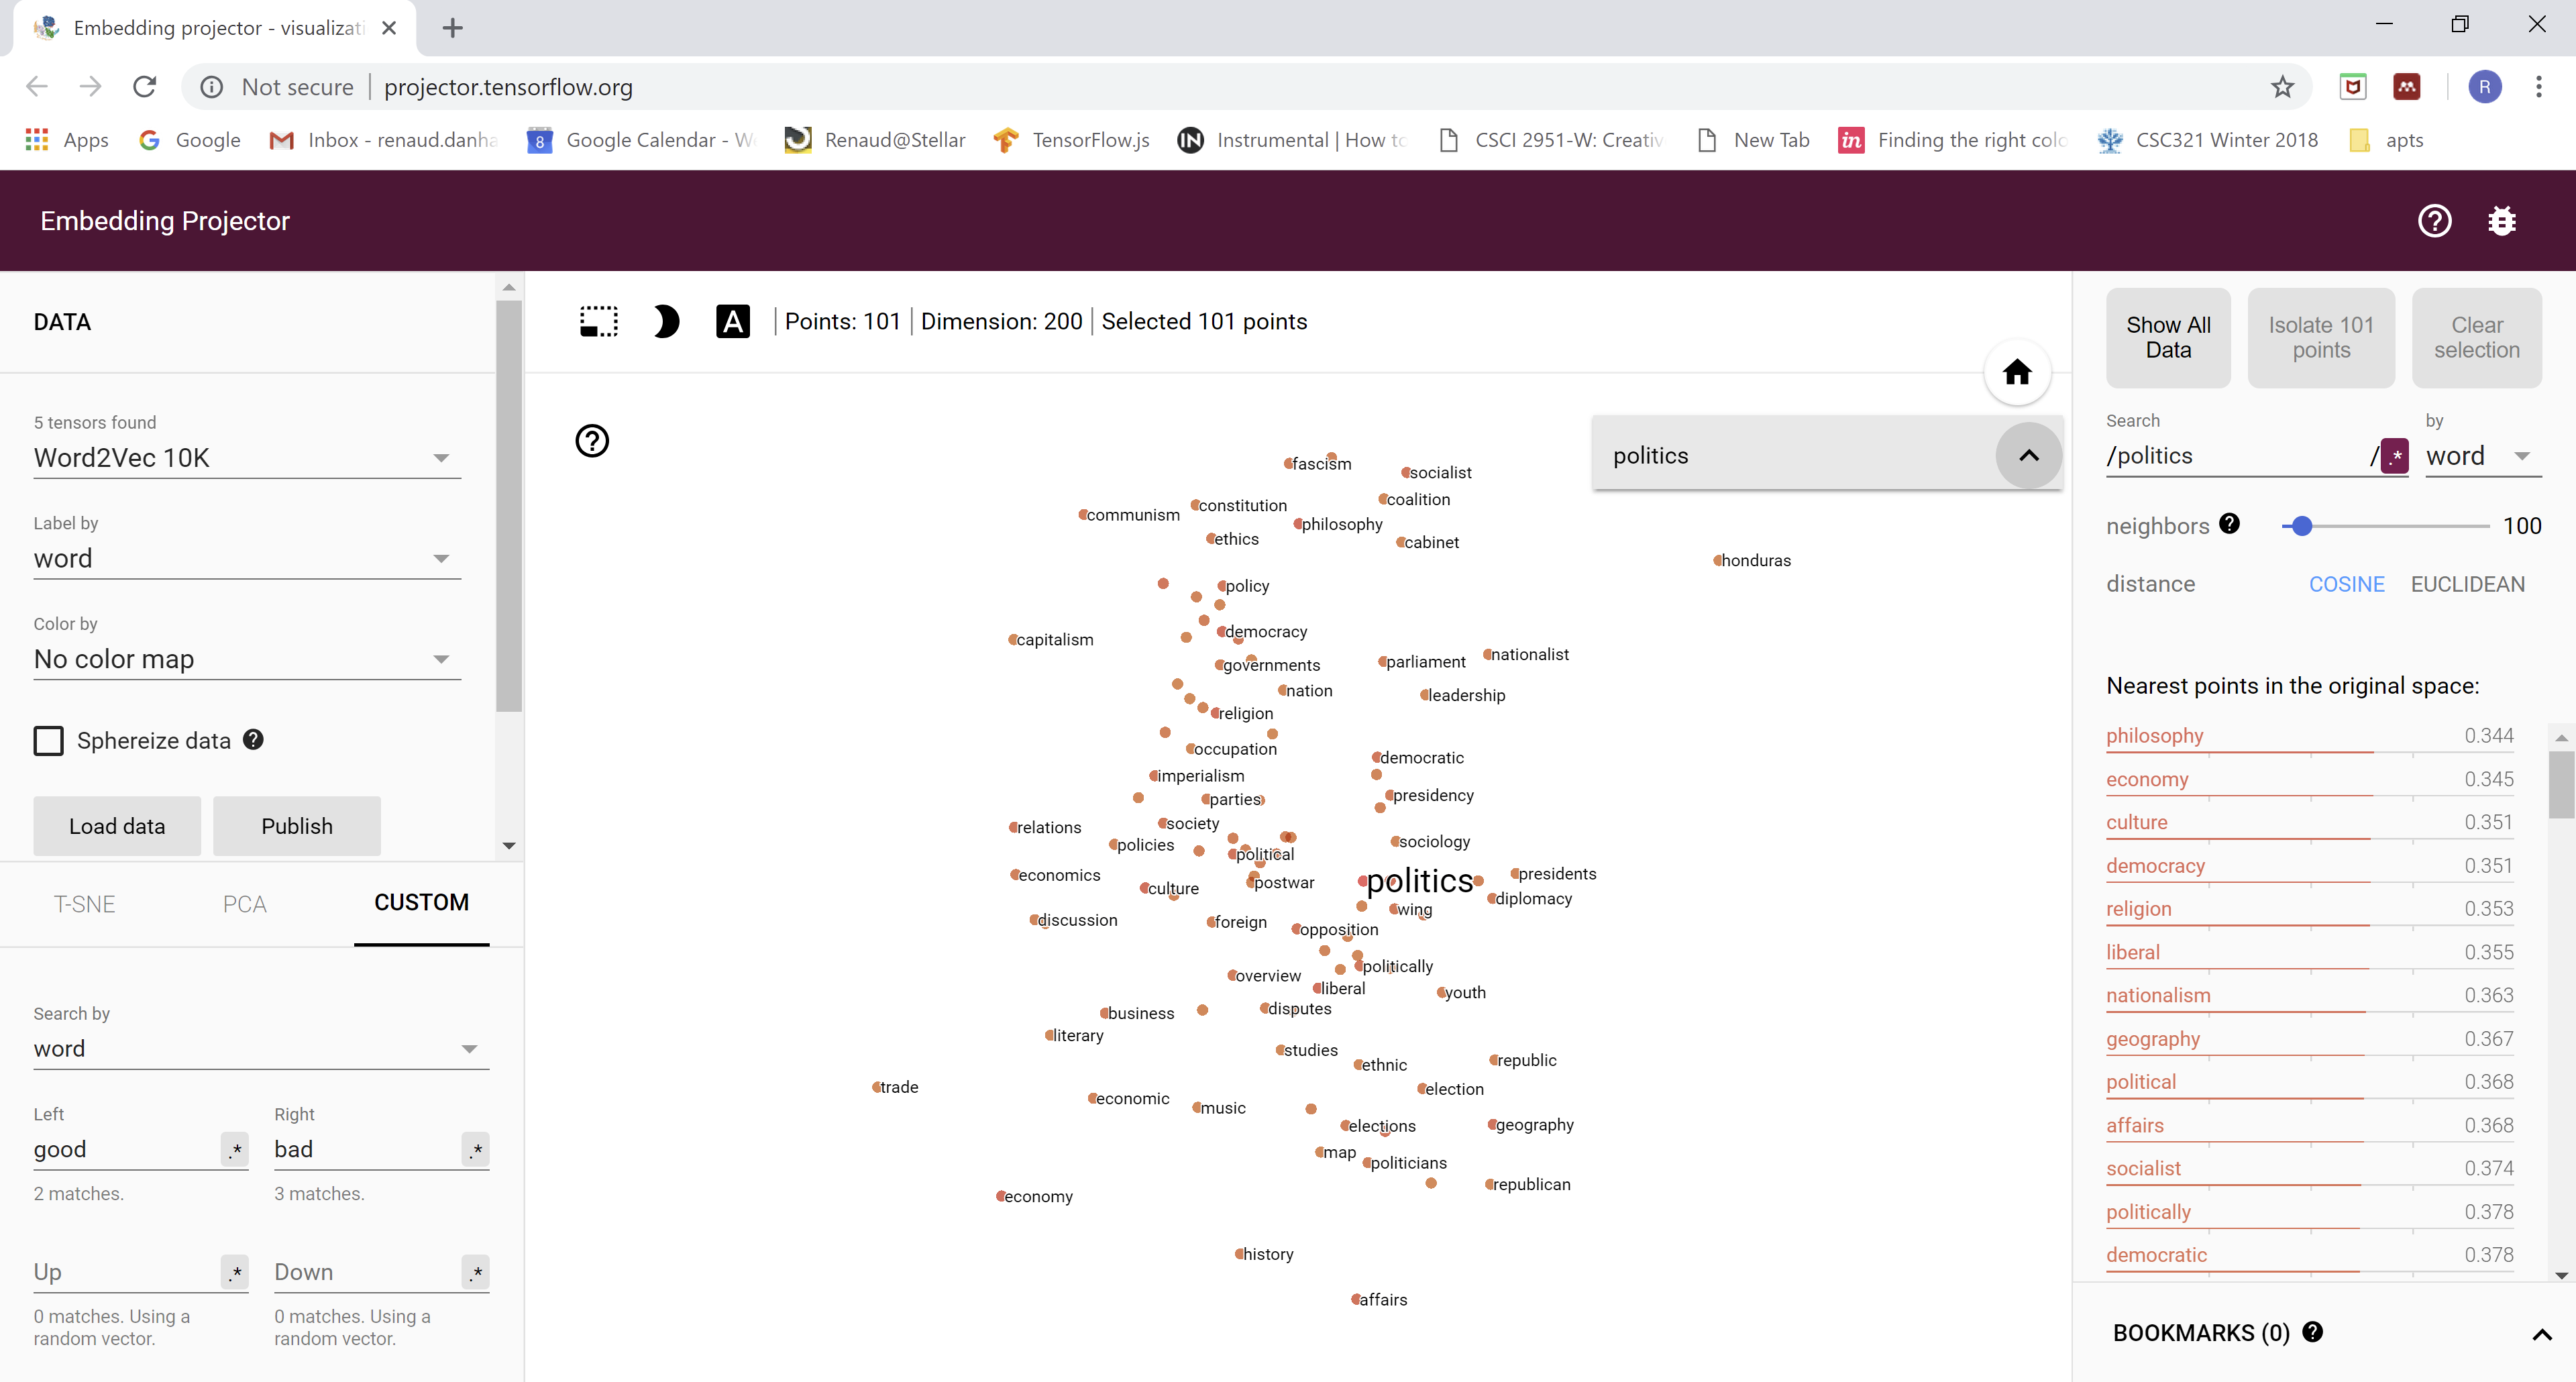 Embedding projector - visualizati
Not secure | projector.tensorflow.org
R
Apps
Google
Inbox - renaud.danha
8
Google Calendar - We
Renaud@Stellar
TensorFlow.js
IN
Instrumental | How to
CSCI 2951-W: Creativ
New Tab
in
Finding the right colo
CSC321 Winter 2018
apts
Embedding Projector
DATA
5 tensors found
Word2Vec 10K
Label by
word
Color by
No color map
Sphereize data
Load data
Publish
T-SNE
PCA
CUSTOM
Search by
word
Left
Right
good
.*
bad
.*
2 matches.
3 matches.
Up
.*
Down
.*
0 matches. Using a
random vector.
0 matches. Using a
random vector.
A
| Points: 101 | Dimension: 200 | Selected 101 points
politics
fascism
socialist
coalition
constitution
communism
philosophy
ethics
cabinet
honduras
policy
democracy
capitalism
nationalist
parliament
governments
nation
leadership
religion
occupation
democratic
imperialism
presidency
parties
society
relations
sociology
policies
political
presidents
economics
politics
postwar
culture
diplomacy
wing
discussion
foreign
opposition
politically
overview
liberal
youth
disputes
business
literary
studies
republic
ethnic
trade
election
economic
music
geography
elections
map
politicians
republican
economy
history
affairs
Show All
Data
Isolate 101
points
Clear
selection
Search
by
/politics
/
.*
word
neighbors
100
distance
COSINE
EUCLIDEAN
Nearest points in the original space:
philosophy 0.344
economy 0.345
culture 0.351
democracy 0.351
religion 0.353
liberal 0.355
nationalism 0.363
geography 0.367
political 0.368
affairs 0.368
socialist 0.374
politically 0.378
democratic 0.378
BOOKMARKS (0)